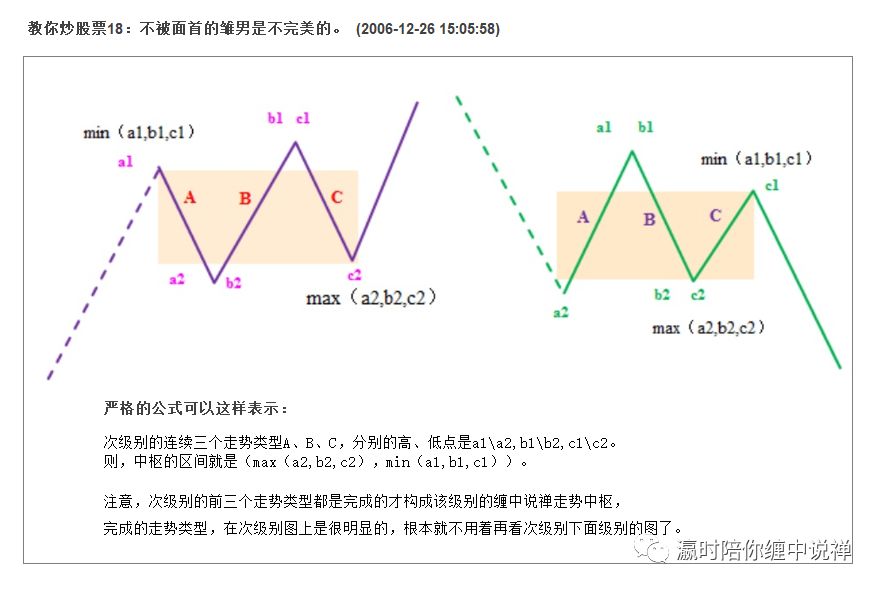 教你炒股票18：不被面首的雏男是不完美的。 (2006-12-26 15:05:58)
b1 c1
min（a1,b1,c1）
a1
A B C
a2 b2 c2
max（a2,b2,c2）
a1 b1
min（a1,b1,c1）
c1
A B C
a2 b2 c2
max（a2,b2,c2）
严格的公式可以这样表示：
次级别的连续三个走势类型A、B、C，分别的高、低点是a1\a2,b1\b2,c1\c2。
则，中枢的区间就是（max（a2,b2,c2）,min（a1,b1,c1））。
注意，次级别的前三个走势类型都是完成的才构成该级别的缠中说禅走势中枢，
完成的走势类型，在次级别图上是很明显的，根本就不用着再看次级别下面级别的图了。
瀛时陪你缠中说禅